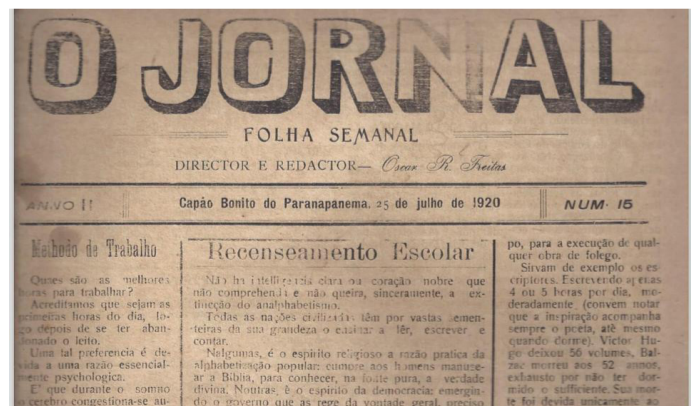 O JORNAL
FOLHA SEMANAL
DIRECTOR E REDACTOR— Oscar R. Freitas
ANNO II
Capão Bonito do Paranapanema, 25 de julho de 1920
NUM. 15
Methodo de Trabalho
Quaes são as melhores
horas para trabalhar?
Acreditmos que sejam as
primeiras horas do dia, lo-
go depois de se ter aban-
donado o leito.
Uma tal preferencia é de-
vida a uma razão essencial-
mente psychologica.
E' que durante o somno
o cerebro congestiona-se au-
Recenseamento Escolar
Não ha intelligencia clara ou coração nobre que
não comprehenda e não queira, sinceramente, a ex-
tincção do analphabetismo.
Todas as nações civilizadas têm por vastas semen-
teiras da sua grandeza o ensinar a lêr, escrever e
contar.
Nalgumas, é o espirito religioso a razão pratica da
alphabetização popular: cumpre aos homens manuze-
ar a Biblia, para conhecer, na fonte pura, a verdade
divina. Noutras, é o espirito da democracia: emergin-
do o governo que as rege da vontade geral, preciso
po, para a execução de qual-
quer obra de folego.
Sirvam de exemplo os es-
criptores. Escrevendo apenas
4 ou 5 horas por dia, mo-
deradamente (convem notar
que a inspiração acompanha
sempre o poeta, até mesmo
quando dorme). Victor Hu-
go deixou 56 volumes, Bal-
zac morreu aos 52 annos,
exhausto por não ter dor-
mido o sufficiente. Sua mor-
te foi devida unicamente ao